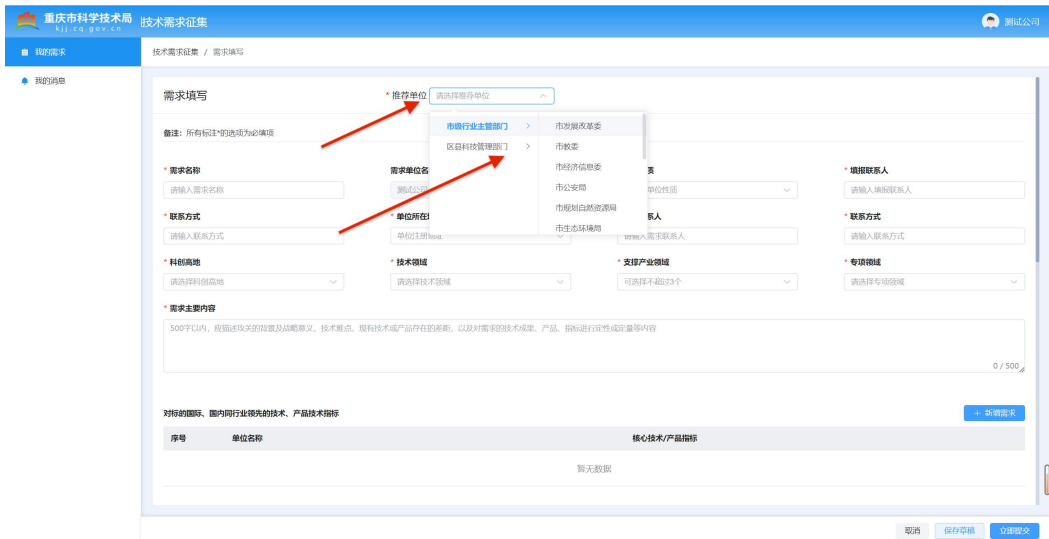 重庆市科学技术局 技术需求征集 测试公司
kjj.cq.gov.cn
我的需求 技术需求征集 / 需求填写
我的消息
需求填写 * 推荐单位 请选择推荐单位
市级行业主管部门 市发展改革委
备注：所有标注*的选项为必填项
区县科技管理部门 市教委
市经济信息委
* 需求名称 需求单位名 质 * 填报联系人
请输入需求名称 测试公司 单位性质 请输入填报联系人
市公安局
市规划自然资源局
* 联系方式 * 单位所在地 系人 * 联系方式
市生态环境局
请输入联系方式 单位注册地址 请输入需求联系人 请输入联系方式
* 科创高地 * 技术领域 * 支撑产业领域 * 专项领域
请选择科创高地 请选择技术领域 可选择不超过3个 请选择专项领域
* 需求主要内容
500字以内，应描述攻关的背景及战略意义，技术难点、现有技术或产品存在的差距，以及对需求的技术成果、产品、指标进行定性或定量等内容
0 / 500
对标的国际、国内同行业领先的技术、产品技术指标 + 新增需求
序号 单位名称 核心技术/产品指标
暂无数据
取消 保存草稿 立即提交